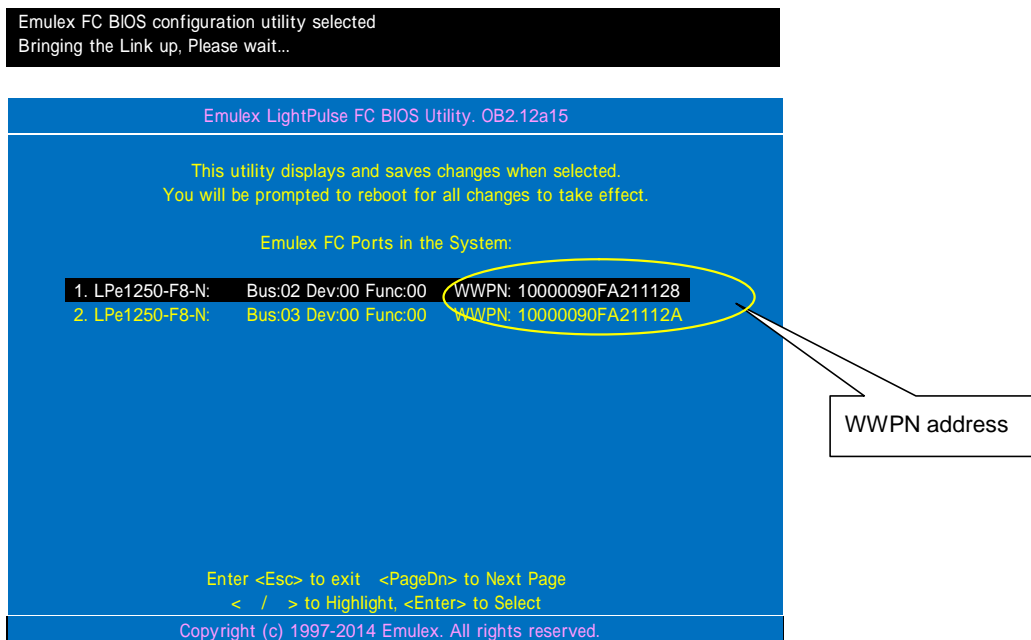 Emulex FC BIOS configuration utility selected
Bringing the Link up, Please wait...
Emulex LightPulse FC BIOS Utility. OB2.12a15
This utility displays and saves changes when selected.
You will be prompted to reboot for all changes to take effect.
Emulex FC Ports in the System:
1. LPe1250-F8-N: Bus:02 Dev:00 Func:00 WWPN: 10000090FA211128
2. LPe1250-F8-N: Bus:03 Dev:00 Func:00 WWPN: 10000090FA21112A
WWPN address
Enter <Esc> to exit <PageDn> to Next Page
< / > to Highlight, <Enter> to Select
Copyright (c) 1997-2014 Emulex. All rights reserved.